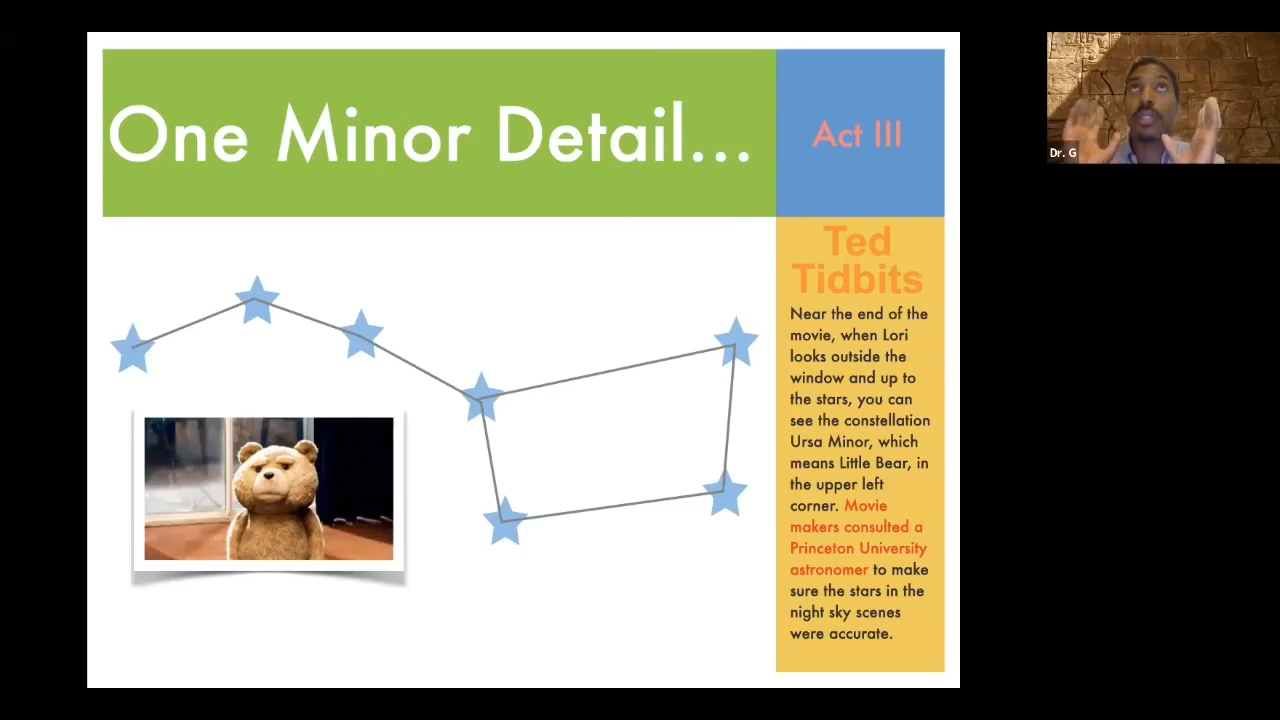 One Minor Detail...
Act III
Ted
Tidbits
Near the end of the
movie, when Lori
looks outside the
window and up to
the stars, you can
see the constellation
Ursa Minor, which
means Little Bear, in
the upper left
corner. Movie
makers consulted a
Princeton University
astronomer to make
sure the stars in the
night sky scenes
were accurate.
Dr. G